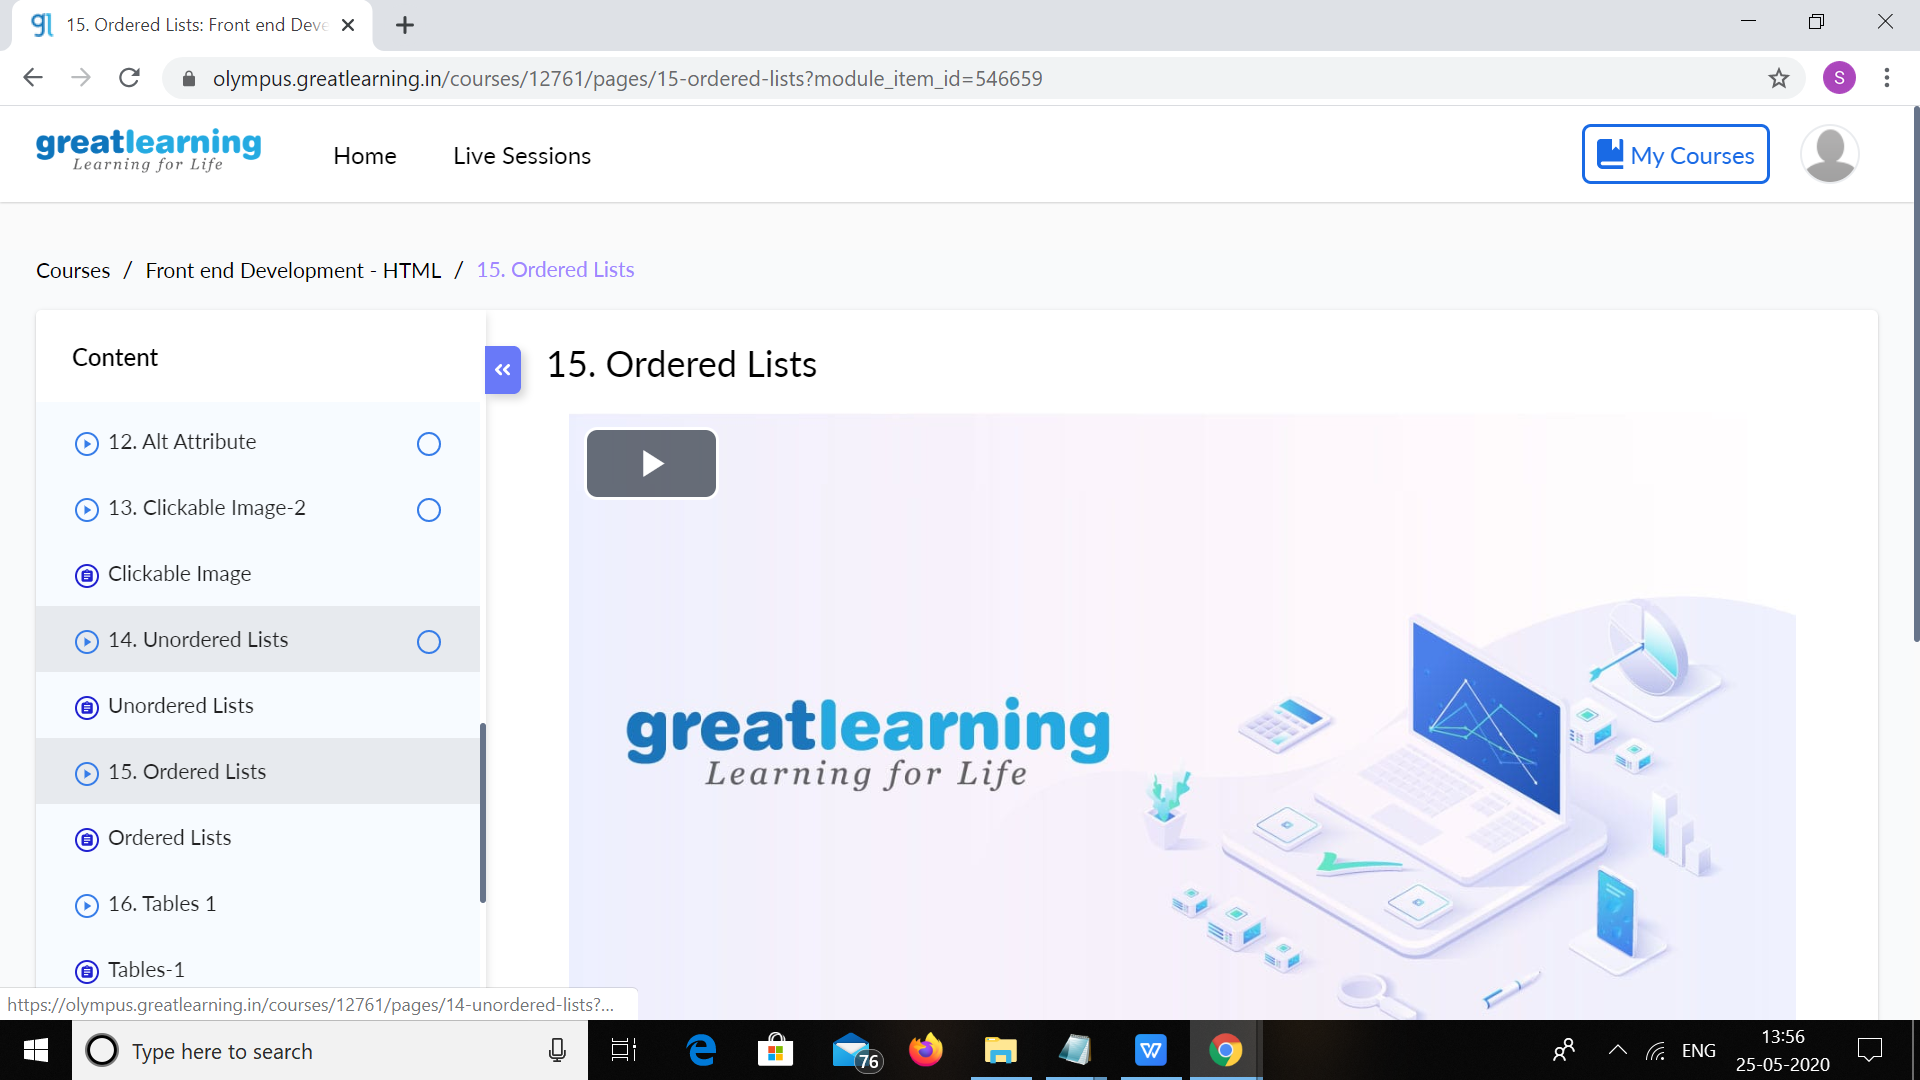 gl 15. Ordered Lists: Front end Deve
olympus.greatlearning.in/courses/12761/pages/15-ordered-lists?module_item_id=546659
S
greatlearning
Learning for Life
Home
Live Sessions
My Courses
Courses / Front end Development - HTML / 15. Ordered Lists
Content
15. Ordered Lists
12. Alt Attribute
13. Clickable Image-2
Clickable Image
14. Unordered Lists
Unordered Lists
15. Ordered Lists
Ordered Lists
16. Tables 1
Tables-1
greatlearning
Learning for Life
https://olympus.greatlearning.in/courses/12761/pages/14-unordered-lists?...
Type here to search
76
W
ENG
13:56
25-05-2020